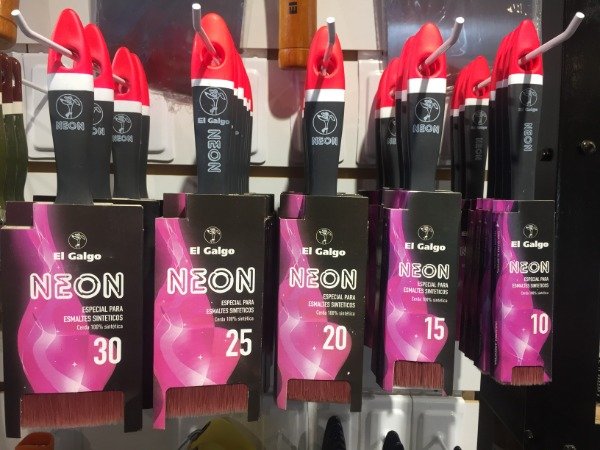 NEON
El Galgo
NEON
NEON
NEON
El Galgo
NEON
El Galgo
NEON
ESPECIAL PARA
ESMALTES SINTETICOS
Cerda 100% sintética
30
El Galgo
NEON
ESPECIAL PARA
ESMALTES SINTETICOS
Cerda 100% sintética
25
El Galgo
NEON
ESPECIAL PARA
ESMALTES SINTETICOS
Cerda 100% sintética
20
El Galgo
NEON
ESPECIAL PARA
ESMALTES SINTETICOS
Cerda 100% sintética
15
El Galgo
NEON
ESPECIAL PARA
ESMALTES SINTETICOS
Cerda 100% sintética
10